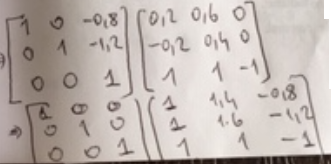 [1 0 -0,8] [0,2 0,6 0]
[0 1 -1,2] [-0,2 0,4 0]
[0 0 1] [1 1 -1]
⇒ [1 0 0] [1 1,4 -0,8]
[0 1 0] [1 1.6 -1,2]
[0 0 1] [1 1 -1]